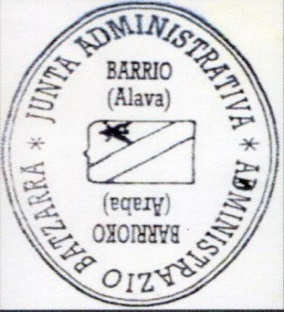 * JUNTA ADMINISTRATIVA *
BARRIO
(Alava)
(Araba)
BARRIOKO
ADMINISTRAZIO BATZARRA